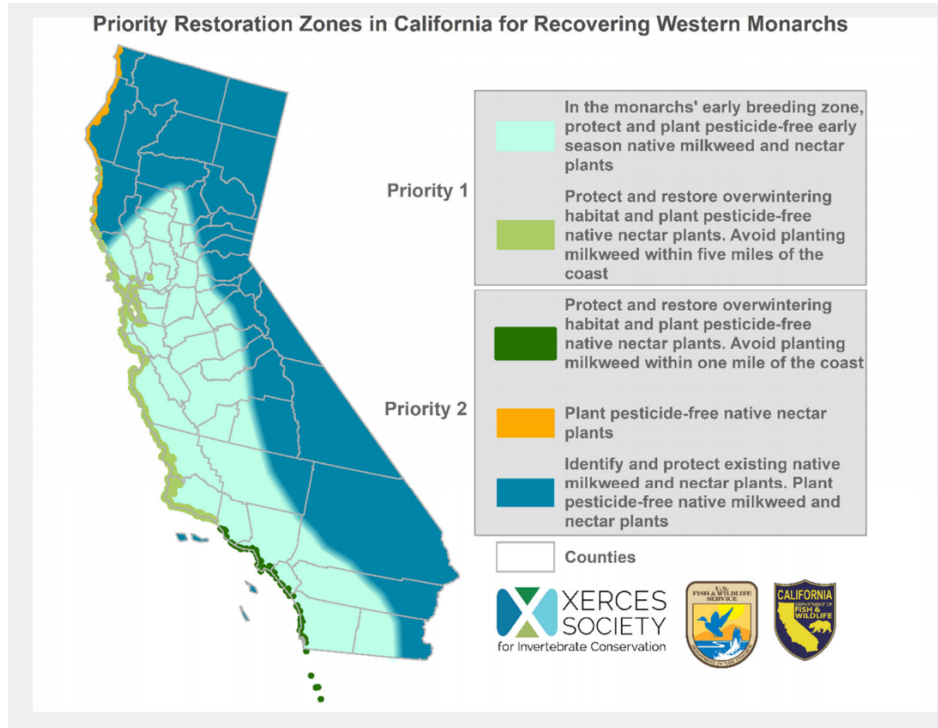 Priority Restoration Zones in California for Recovering Western Monarchs
Priority 1
In the monarchs' early breeding zone,
protect and plant pesticide-free early
season native milkweed and nectar
plants
Protect and restore overwintering
habitat and plant pesticide-free
native nectar plants. Avoid planting
milkweed within five miles of the
coast
Priority 2
Protect and restore overwintering
habitat and plant pesticide-free
native nectar plants. Avoid planting
milkweed within one mile of the coast
Plant pesticide-free native nectar
plants
Identify and protect existing native
milkweed and nectar plants. Plant
pesticide-free native milkweed and
nectar plants
Counties
XERCES
SOCIETY
for Invertebrate Conservation
U.S.
FISH & WILDLIFE
SERVICE
CALIFORNIA
DEPARTMENT OF
FISH &
WILDLIFE